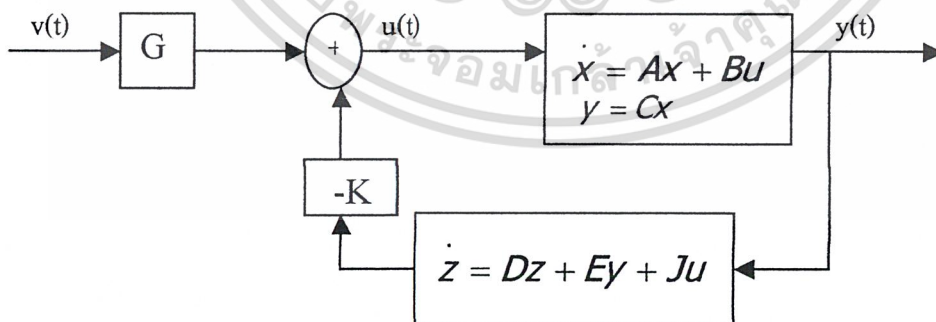 v(t)
G
+
u(t)
ẋ = Ax + Bu
y = Cx
y(t)
-K
ż = Dz + Ey + Ju